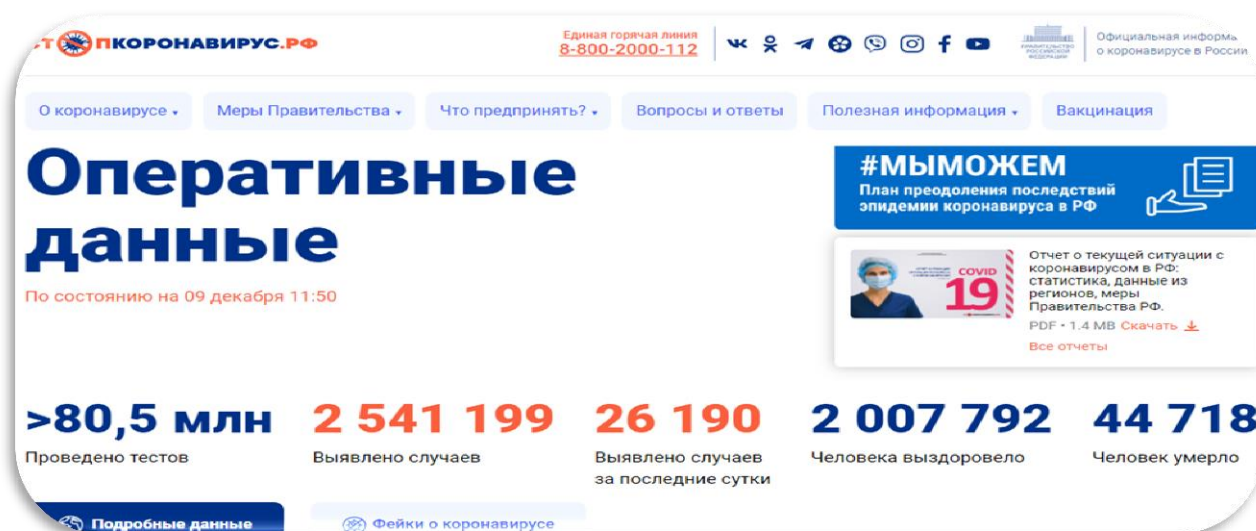 СТ ПКОРОНАВИРУС.РФ
Единая горячая линия
8-800-2000-112
Официальная информ
о коронавирусе в России
О коронавирусе
Меры Правительства
Что предпринять?
Вопросы и ответы
Полезная информация
Вакцинация
Оперативные
данные
По состоянию на 09 декабря 11:50
#МЫМОЖЕМ
План преодоления последствий
эпидемии коронавируса в РФ
COVID
19
Отчет о текущей ситуации с
коронавирусом в РФ:
статистика, данные из
регионов, меры
Правительства РФ.
PDF • 1.4 MB Скачать
Все отчеты
>80,5 млн
Проведено тестов
2 541 199
Выявлено случаев
26 190
Выявлено случаев
за последние сутки
2 007 792
Человека выздоровело
44 718
Человек умерло
Подробные данные
Фейки о коронавирусе